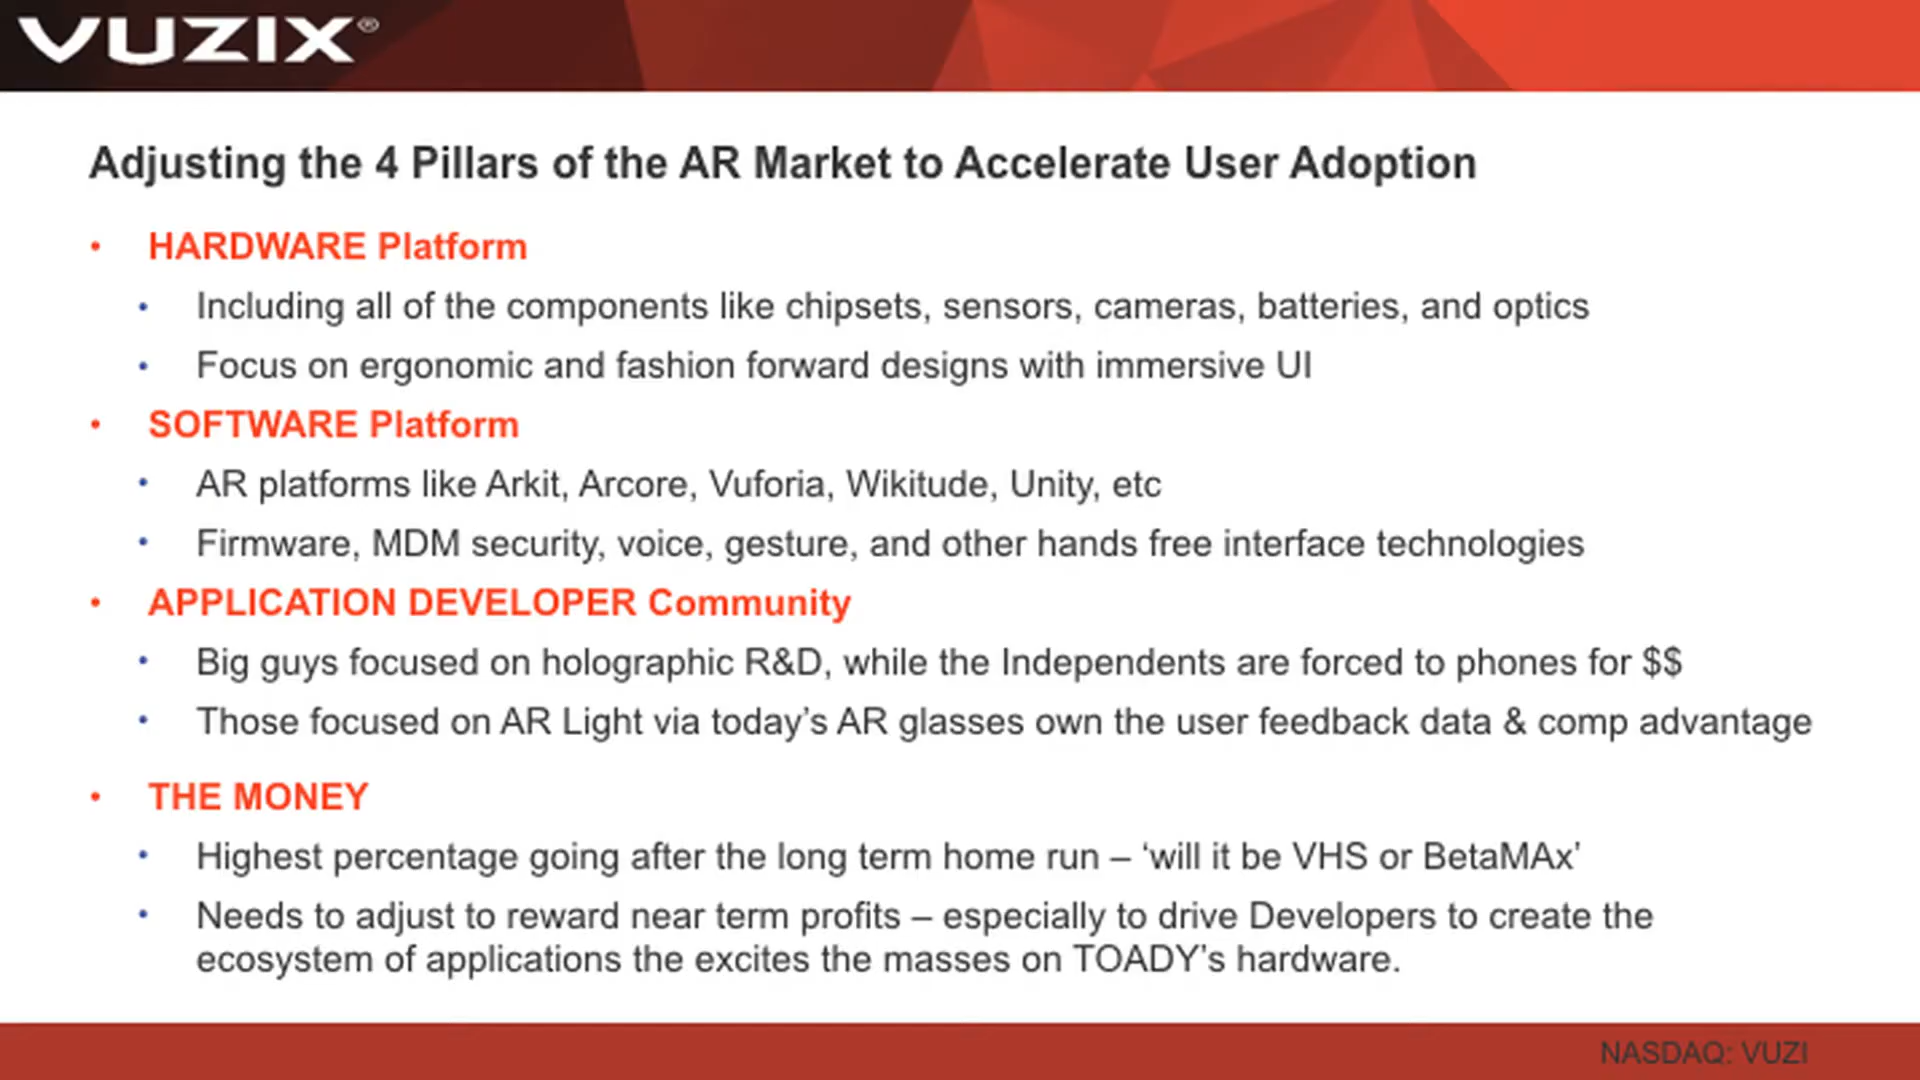 VUZIX®
Adjusting the 4 Pillars of the AR Market to Accelerate User Adoption
• HARDWARE Platform
• Including all of the components like chipsets, sensors, cameras, batteries, and optics
• Focus on ergonomic and fashion forward designs with immersive UI
• SOFTWARE Platform
• AR platforms like Arkit, Arcore, Vuforia, Wikitude, Unity, etc
• Firmware, MDM security, voice, gesture, and other hands free interface technologies
• APPLICATION DEVELOPER Community
• Big guys focused on holographic R&D, while the Independents are forced to phones for $$
• Those focused on AR Light via today’s AR glasses own the user feedback data & comp advantage
• THE MONEY
• Highest percentage going after the long term home run – ‘will it be VHS or BetaMAx’
• Needs to adjust to reward near term profits – especially to drive Developers to create the
ecosystem of applications the excites the masses on TOADY’s hardware.
NASDAQ: VUZI